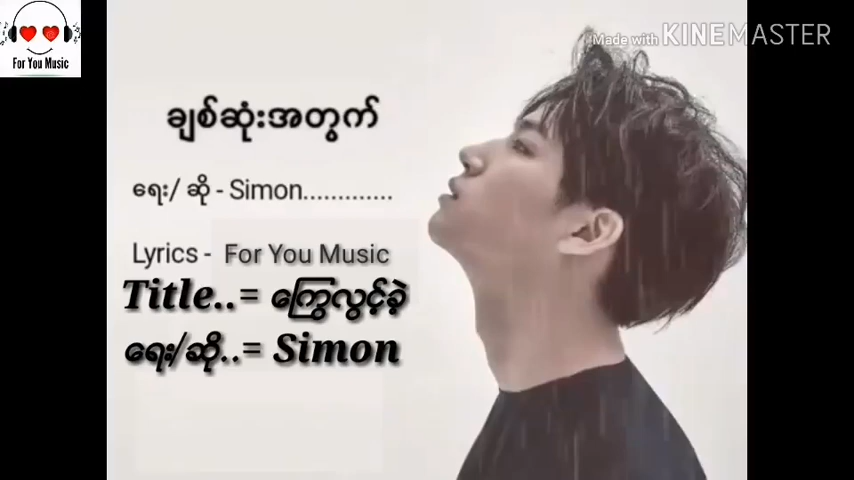 For You Music
Made with KINEMASTER
ချစ်ဆုံးအတွက်
ရေး/ ဆို - Simon.............
Lyrics - For You Music
Title..= ကြွေလွင့်ခဲ့
ရေး/ဆို..= Simon